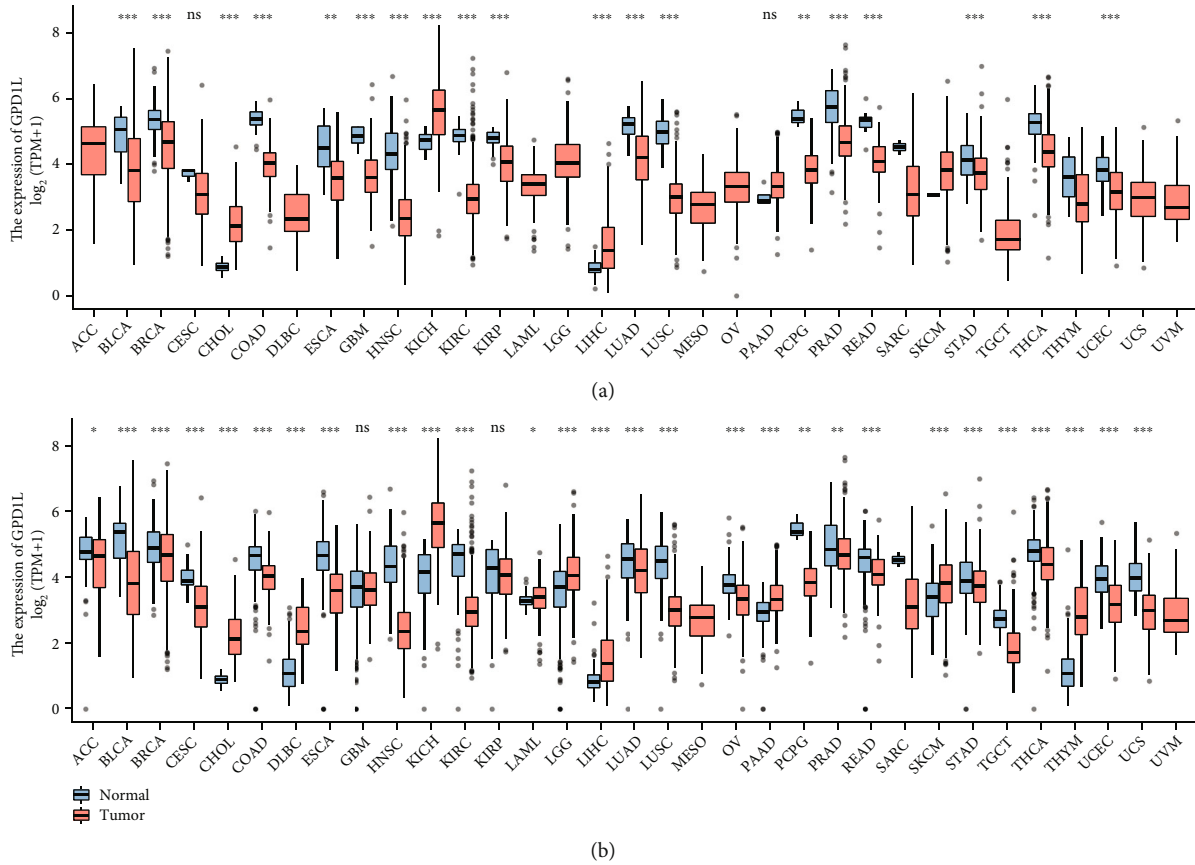 The expression of GPD1L
log₂ (TPM+1)
8
6
4
2
0
*** *** ns *** *** ** *** *** *** *** *** *** *** *** ns ** *** *** *** *** ***
ACC BLCA BRCA CESC CHOL COAD DLBC ESCA GBM HNSC KICH KIRC KIRP LAML LGG LIHC LUAD LUSC MESO OV PAAD PCPG PRAD READ SARC SKCM STAD TGCT THCA THYM UCEC UCS UVM
(a)
The expression of GPD1L
log₂ (TPM+1)
8
6
4
2
0
* *** *** *** *** *** *** *** ns *** *** *** ns * *** *** *** *** *** *** ** ** *** *** *** *** *** *** *** ***
ACC BLCA BRCA CESC CHOL COAD DLBC ESCA GBM HNSC KICH KIRC KIRP LAML LGG LIHC LUAD LUSC MESO OV PAAD PCPG PRAD READ SARC SKCM STAD TGCT THCA THYM UCEC UCS UVM
Normal
Tumor
(b)